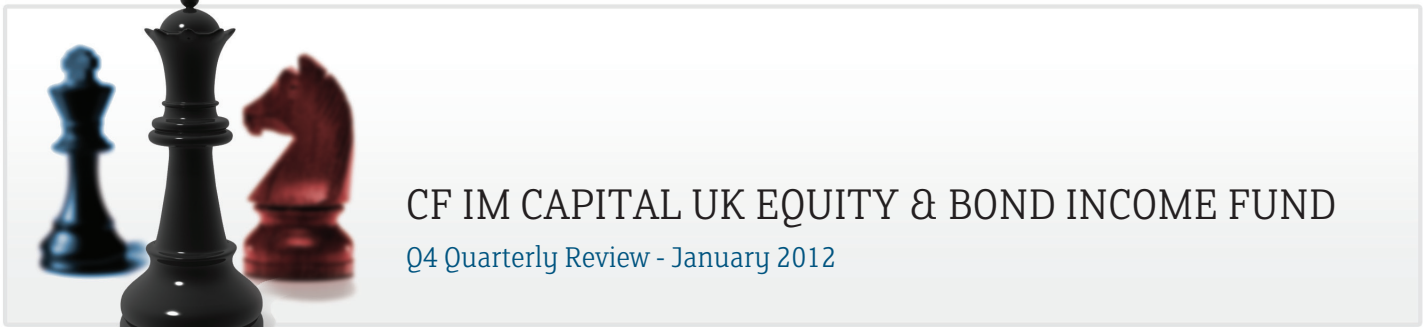 CF IM CAPITAL UK EQUITY & BOND INCOME FUND
Q4 Quarterly Review - January 2012